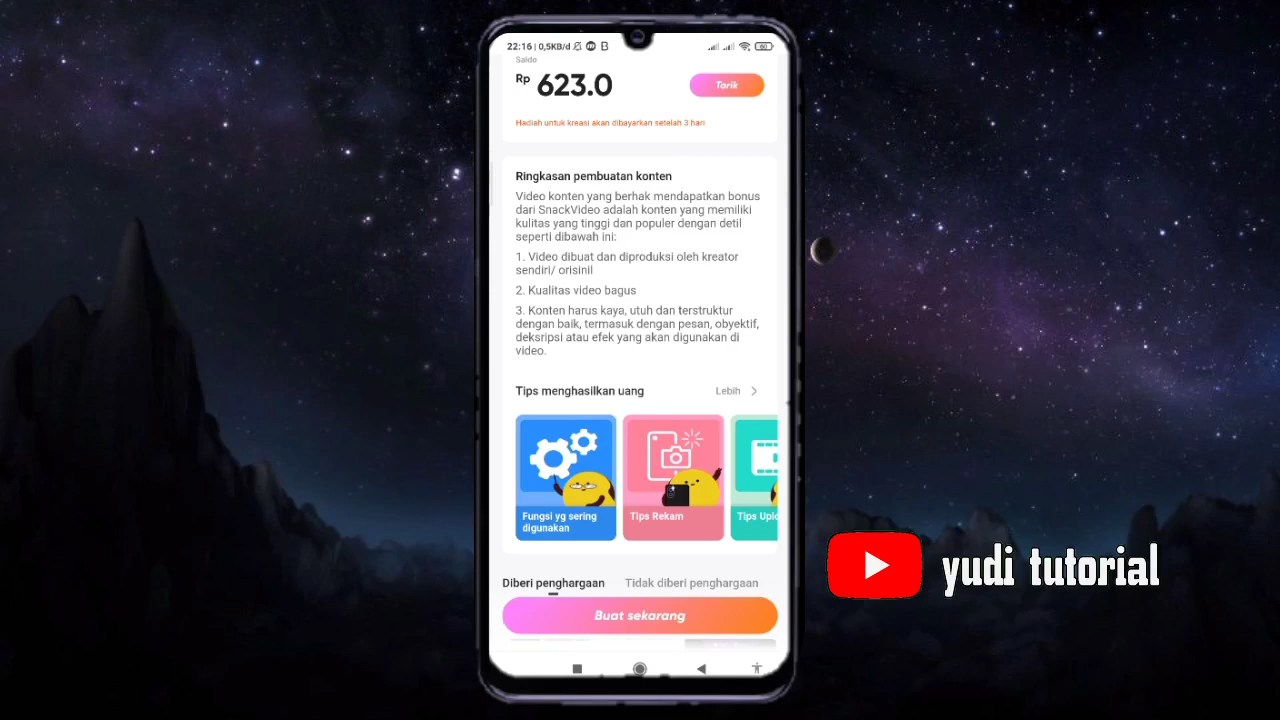 22:16 | 0,5KB/d
60
Saldo
Rp 623.0
Tarik
Hadiah untuk kreasi akan dibayarkan setelah 3 hari
Ringkasan pembuatan konten
Video konten yang berhak mendapatkan bonus
dari SnackVideo adalah konten yang memiliki
kulitas yang tinggi dan populer dengan detil
seperti dibawah ini:
1. Video dibuat dan diproduksi oleh kreator
sendiri/ orisinil
2. Kualitas video bagus
3. Konten harus kaya, utuh dan terstruktur
dengan baik, termasuk dengan pesan, obyektif,
deksripsi atau efek yang akan digunakan di
video.
Tips menghasilkan uang
Lebih
Fungsi yg sering
digunakan
Tips Rekam
Tips Uplo
Diberi penghargaan
Tidak diberi penghargaan
Buat sekarang
yudi tutorial